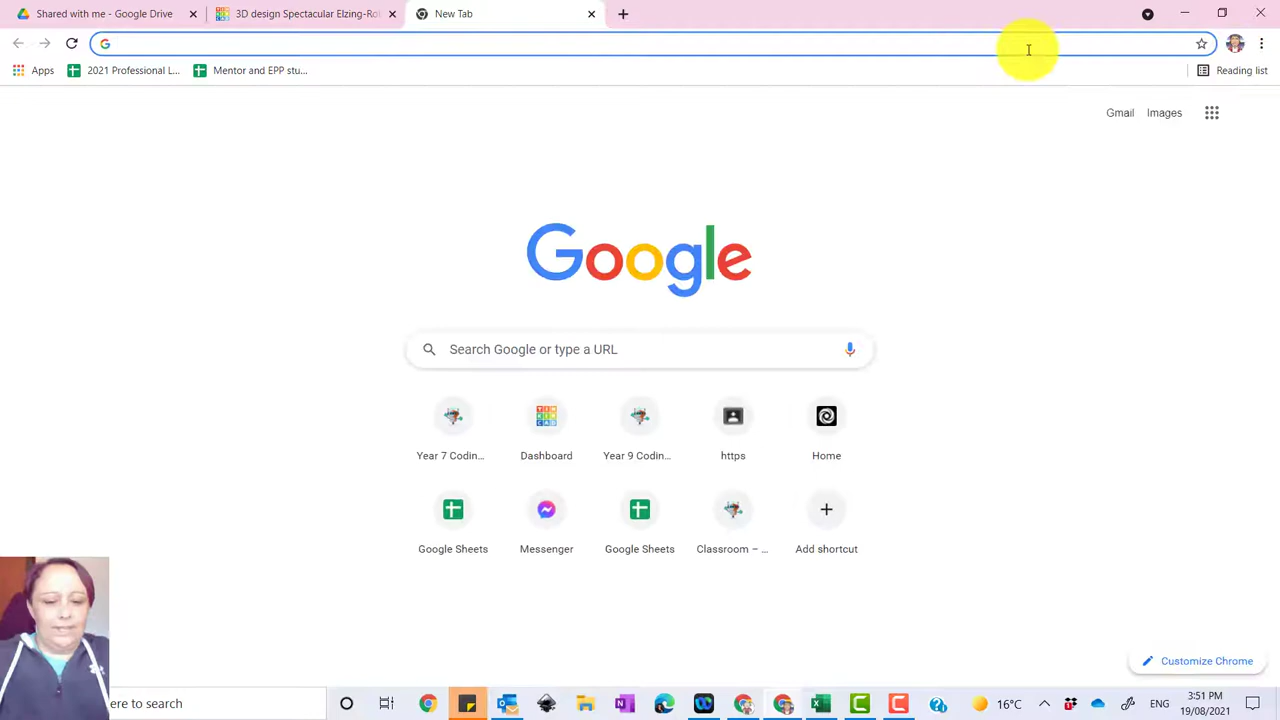 Shared with me - Google Drive
3D design Spectacular Elzing-Rol
New Tab
Apps
2021 Professional L...
Mentor and EPP stu...
Reading list
Gmail Images
Google
Search Google or type a URL
Year 7 Codin...
Dashboard
Year 9 Codin...
https
Home
Google Sheets
Messenger
Google Sheets
Classroom – ...
Add shortcut
Customize Chrome
ere to search
16°C
ENG
3:51 PM
19/08/2021